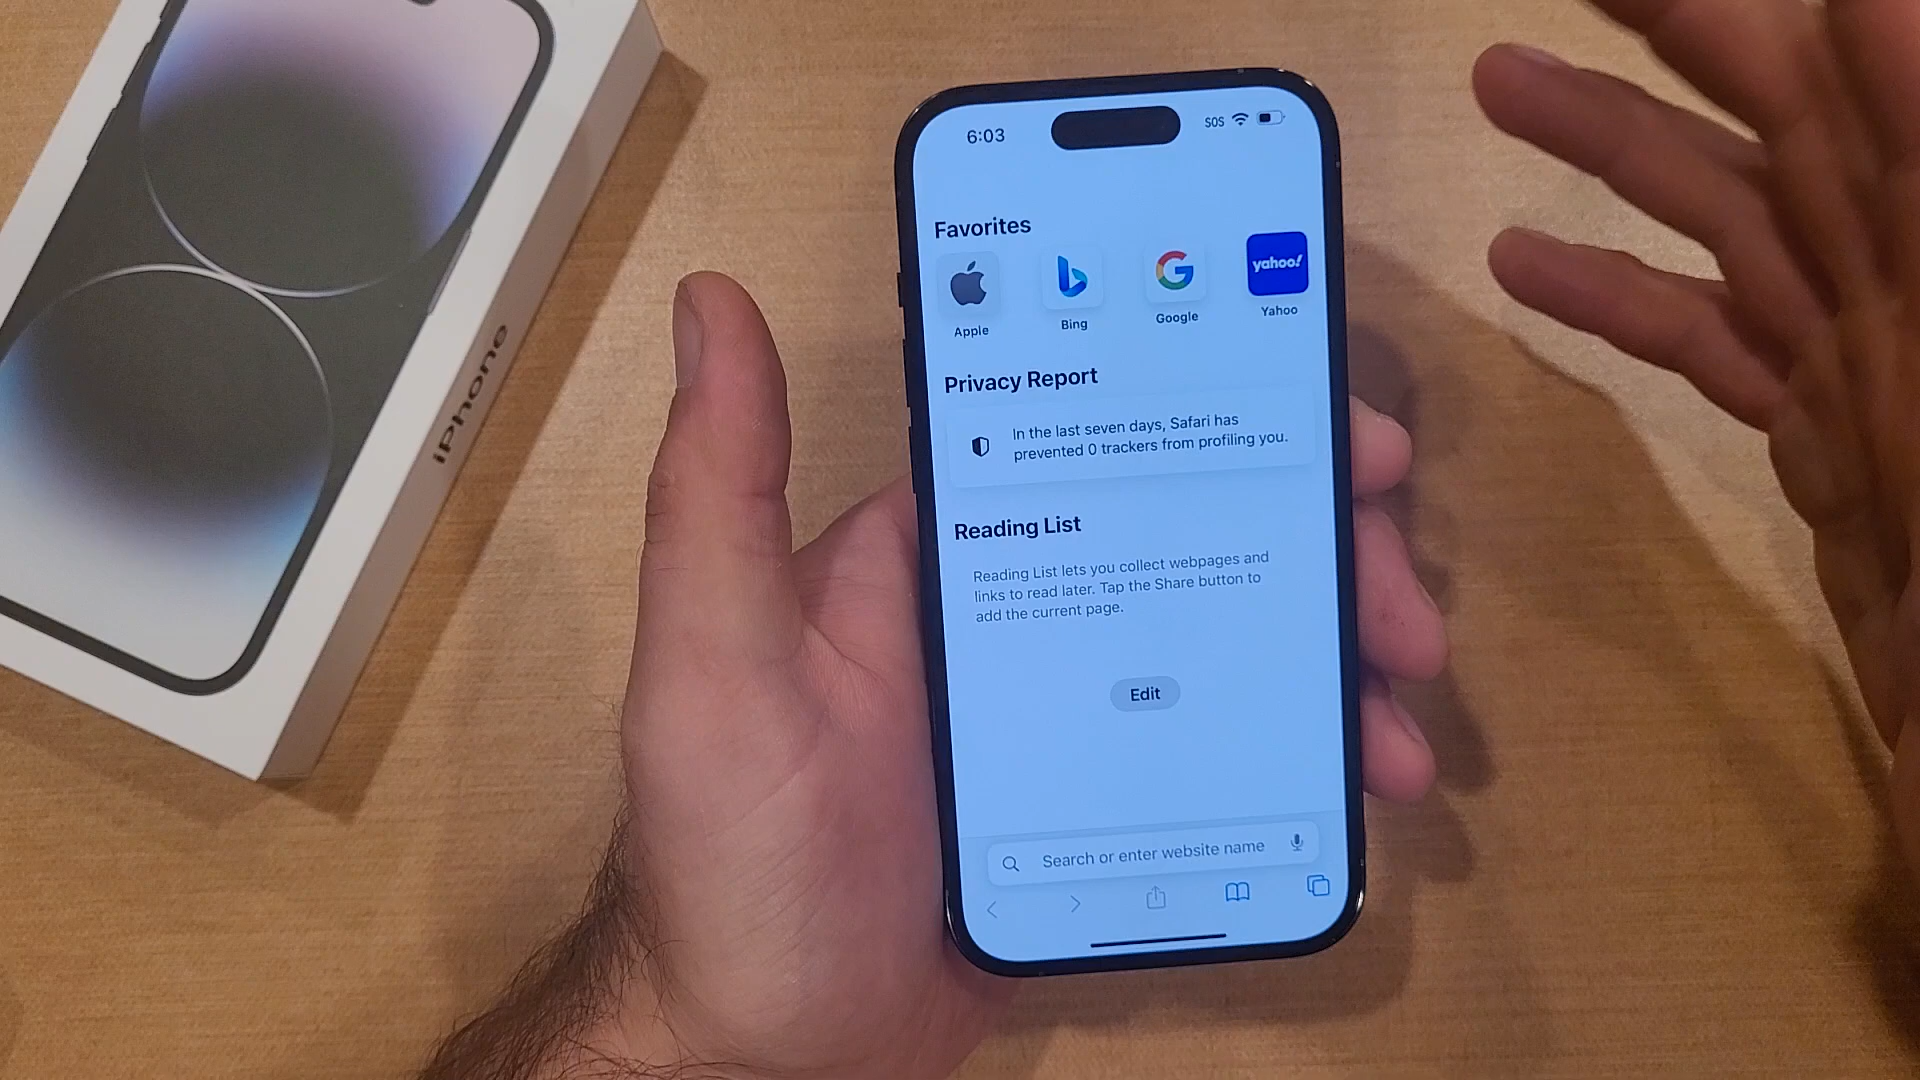 iPhone
6:03
SOS
Favorites
Apple
Bing
Google
yahoo!
Yahoo
Privacy Report
In the last seven days, Safari has
prevented 0 trackers from profiling you.
Reading List
Reading List lets you collect webpages and
links to read later. Tap the Share button to
add the current page.
Edit
Search or enter website name